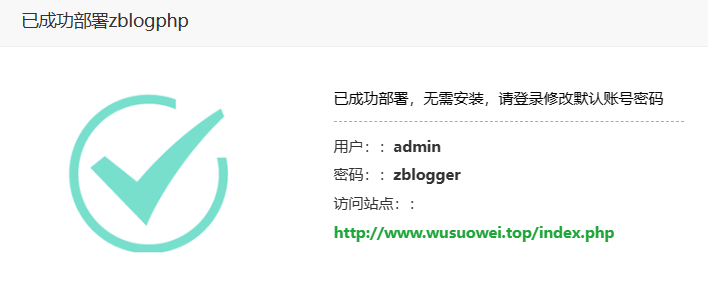 已成功部署zblogphp
已成功部署，无需安装，请登录修改默认账号密码
用户：：admin
密码：：zblogger
访问站点：：
http://www.wusuowei.top/index.php